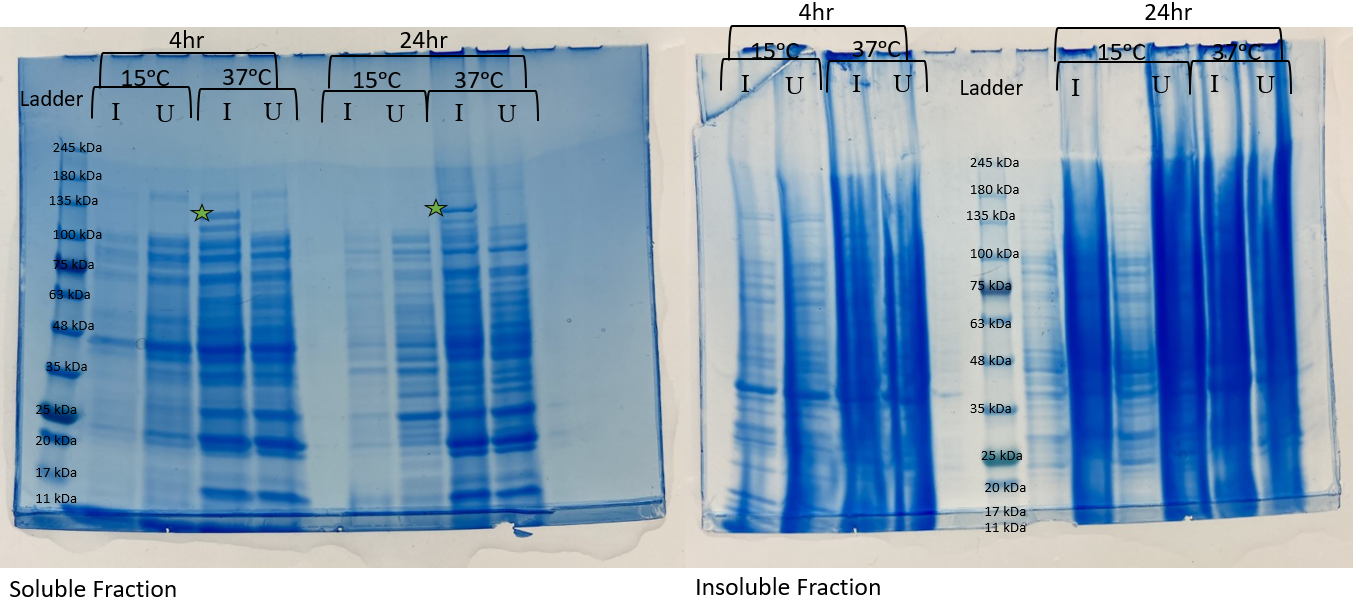 4hr
24hr
15°C
37°C
15°C
37°C
Ladder
I
U
I
U
I
U
I
U
245 kDa
180 kDa
135 kDa
100 kDa
75 kDa
63 kDa
48 kDa
35 kDa
25 kDa
20 kDa
17 kDa
11 kDa
Soluble Fraction
4hr
24hr
15°C
37°C
15°C
37°C
I
U
I
U
Ladder
I
U
I
U
245 kDa
180 kDa
135 kDa
100 kDa
75 kDa
63 kDa
48 kDa
35 kDa
25 kDa
20 kDa
17 kDa
11 kDa
Insoluble Fraction